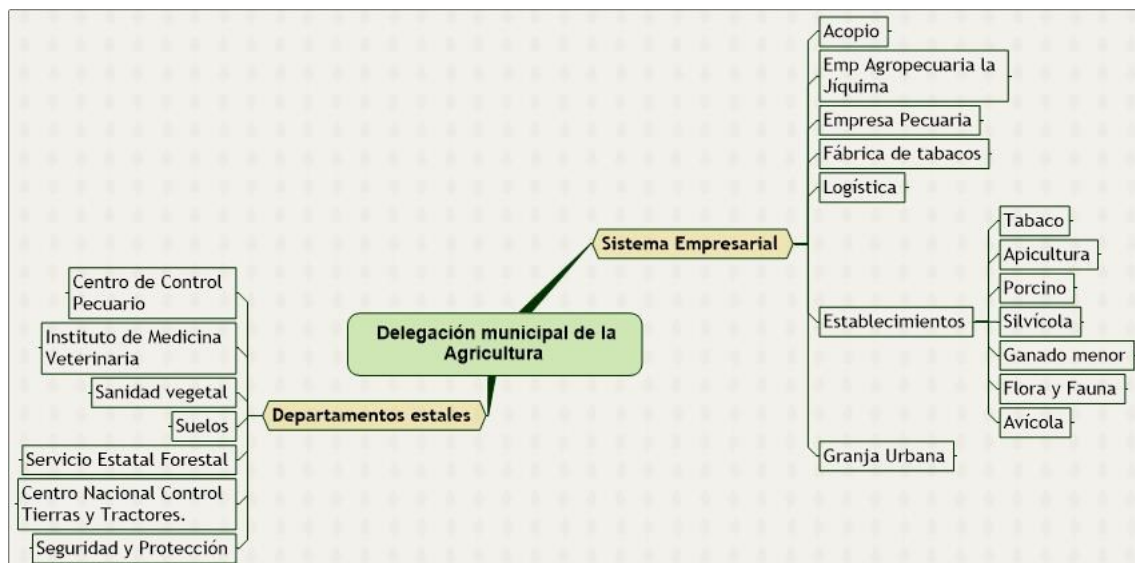 Delegación municipal de la
Agricultura
Sistema Empresarial
Acopio
Emp Agropecuaria la
Jíquima
Empresa Pecuaria
Fábrica de tabacos
Logística
Establecimientos
Tabaco
Apicultura
Porcino
Silvícola
Ganado menor
Flora y Fauna
Avícola
Granja Urbana
Departamentos estales
Centro de Control
Pecuario
Instituto de Medicina
Veterinaria
Sanidad vegetal
Suelos
Servicio Estatal Forestal
Centro Nacional Control
Tierras y Tractores.
Seguridad y Protección